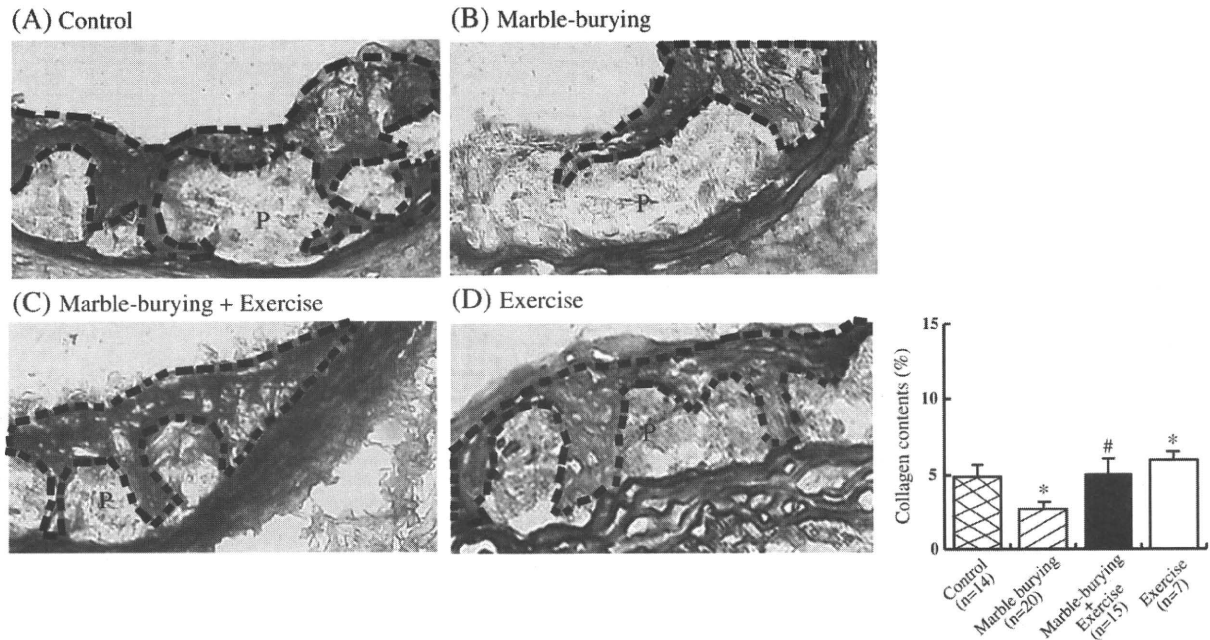 (A) Control
(B) Marble-burying
P
P
(C) Marble-burying + Exercise
(D) Exercise
P
P
Collagen contents (%)
15
10
5
0
#
*
*
Control
(n=14)
Marble burying
(n=20)
Marble-burying
+
Exercise
(n=15)
Exercise
(n=7)